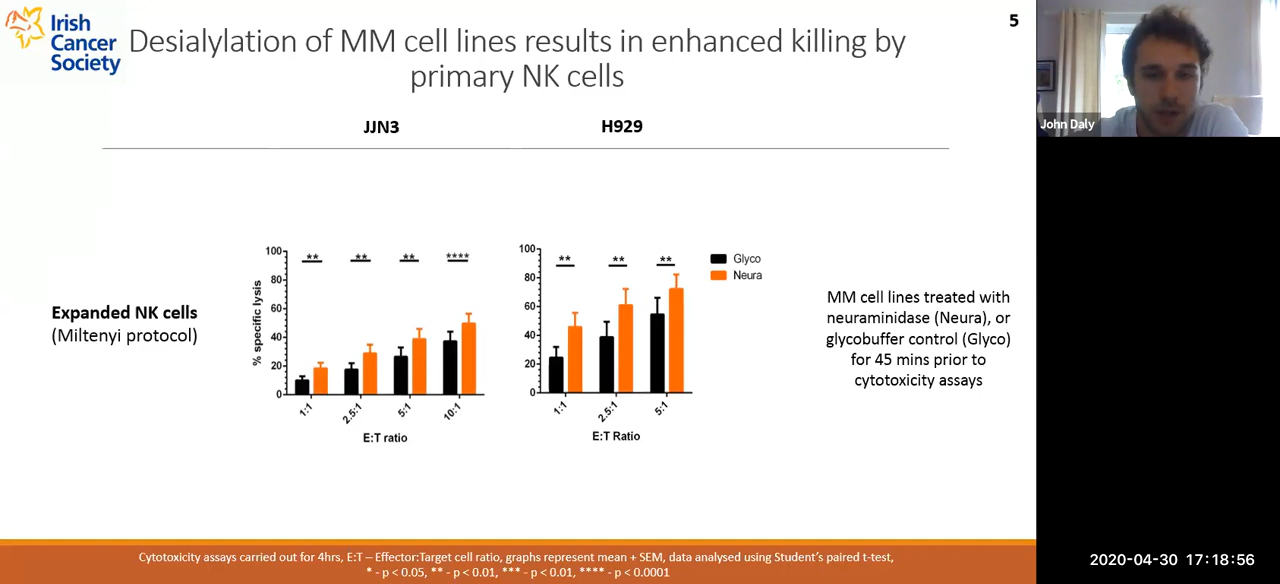 Irish
Cancer
Society
Desialylation of MM cell lines results in enhanced killing by
primary NK cells
5
John Daly
JJN3
H929
Expanded NK cells
(Miltenyi protocol)
% specific lysis
100
80
60
40
20
0
**
**
**
****
1:1
2.5:1
5:1
10:1
E:T ratio
100
80
60
40
20
0
**
**
**
1:1
2.5:1
5:1
E:T Ratio
Glyco
Neura
MM cell lines treated with
neuraminidase (Neura), or
glycobuffer control (Glyco)
for 45 mins prior to
cytotoxicity assays
Cytotoxicity assays carried out for 4hrs, E:T – Effector:Target cell ratio, graphs represent mean + SEM, data analysed using Student's paired t-test,
* - p < 0.05, ** - p < 0.01, *** - p < 0.01, **** - p < 0.0001
2020-04-30 17:18:56